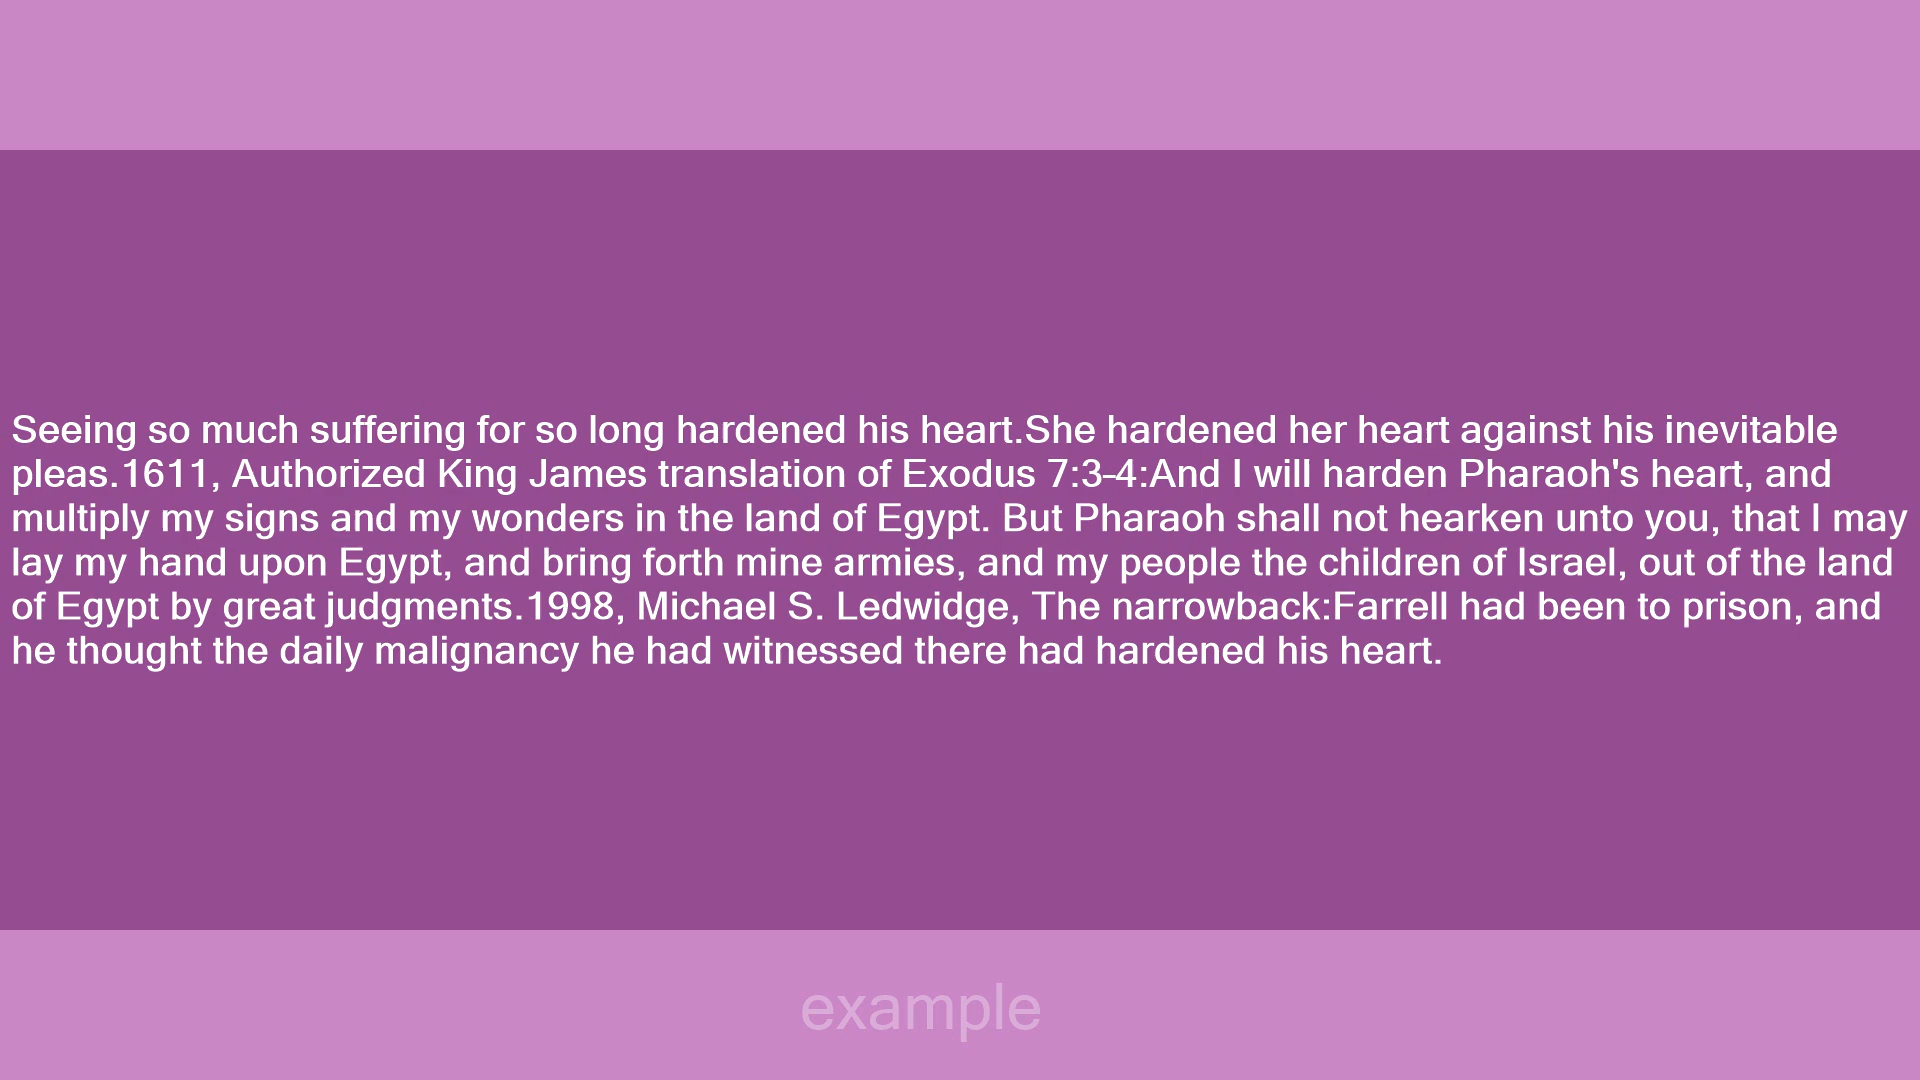 Seeing so much suffering for so long hardened his heart.She hardened her heart against his inevitable
pleas.1611, Authorized King James translation of Exodus 7:3–4:And I will harden Pharaoh's heart, and
multiply my signs and my wonders in the land of Egypt. But Pharaoh shall not hearken unto you, that I may
lay my hand upon Egypt, and bring forth mine armies, and my people the children of Israel, out of the land
of Egypt by great judgments.1998, Michael S. Ledwidge, The narrowback:Farrell had been to prison, and
he thought the daily malignancy he had witnessed there had hardened his heart.
example